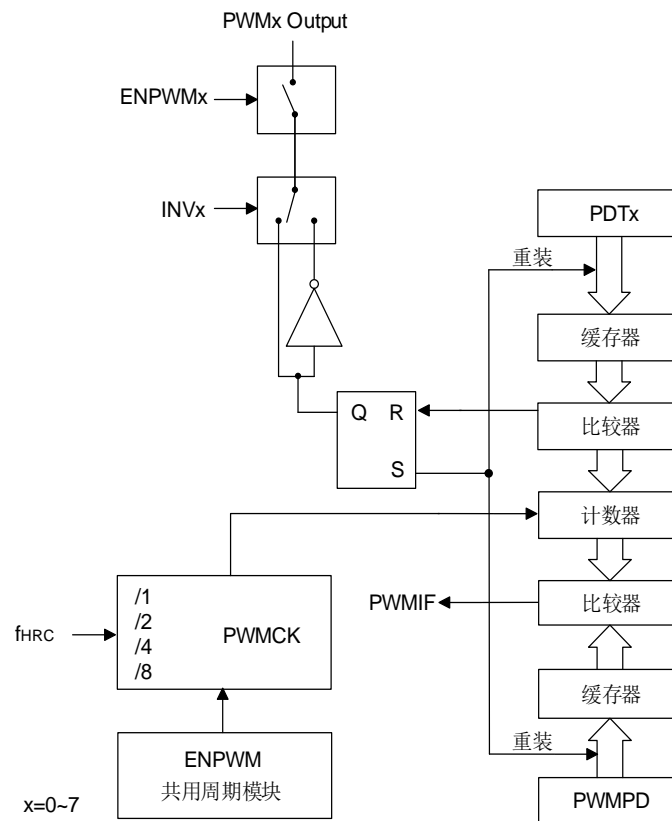 PWMx Output
ENPWMx
INVx
PDTx
重装
缓存器
Q R
S
比较器
计数器
/1
/2
/4
/8
PWMCK
fHRC
PWMIF
比较器
缓存器
重装
ENPWM
共用周期模块
PWMPD
x=0~7